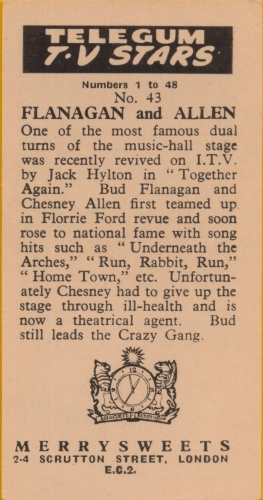 TELEGUM
T·V STARS
Numbers 1 to 48
No. 43
FLANAGAN and ALLEN
One of the most famous dual
turns of the music-hall stage
was recently revived on I.T.V.
by Jack Hylton in "Together
Again." Bud Flanagan and
Chesney Allen first teamed up
in Florrie Ford revue and soon
rose to national fame with song
hits such as "Underneath the
Arches," "Run, Rabbit, Run,"
"Home Town," etc. Unfortun-
ately Chesney had to give up the
stage through ill-health and is
now a theatrical agent. Bud
still leads the Crazy Gang.
MERRYSWEETS
2-4 SCRUTTON STREET, LONDON
E.C.2.